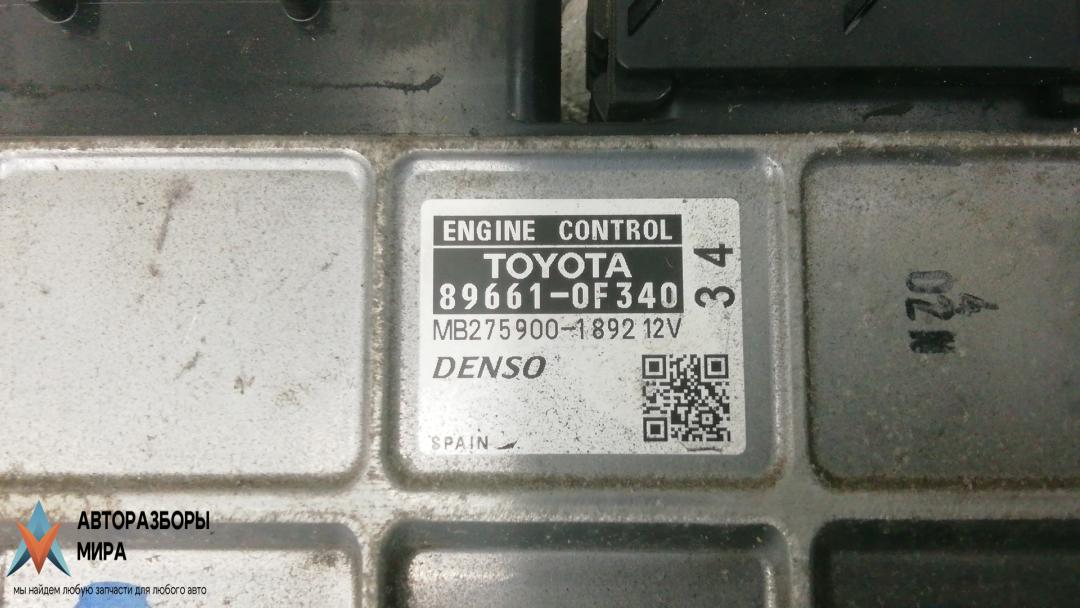 ENGINE CONTROL
TOYOTA
89661-0F340
MB275900-1892 12V
DENSO
SPAIN
34
АВТОРАЗБОРЫ
МИРА
мы найдем любую запчасти для любого авто